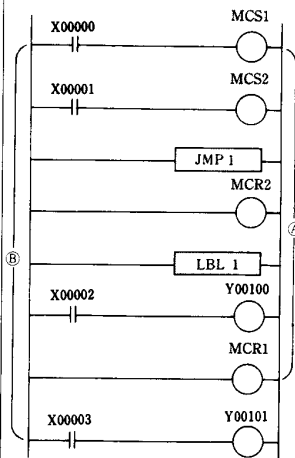 MCS1
X00000
MCS2
X00001
JMP 1
MCR2
LBL 1
Ⓑ
Ⓐ
X00002 Y00100
MCR1
X00003 Y00101